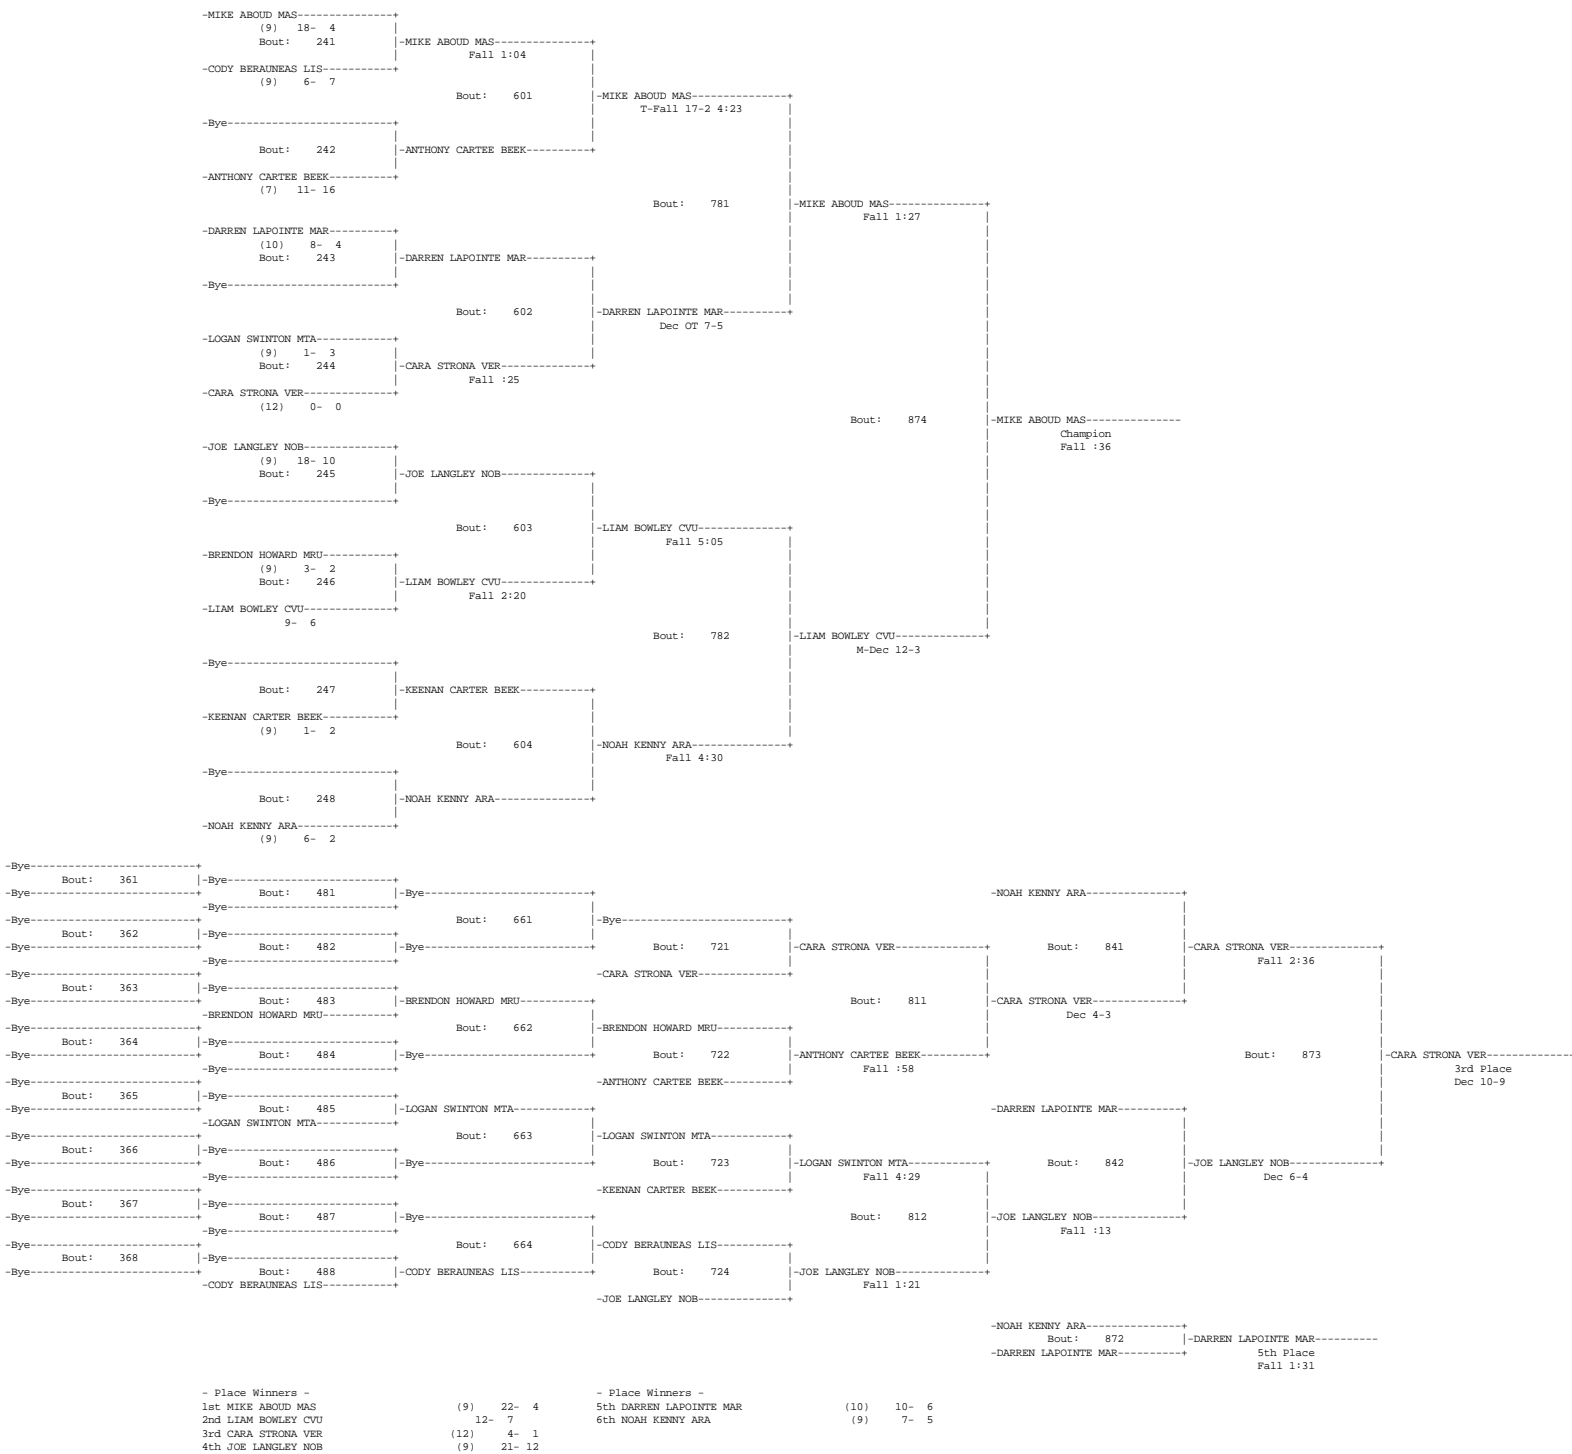 -MIKE ABOUD MAS---------------+
(9) 18- 4
Bout: 241 |-MIKE ABOUD MAS---------------+
Fall 1:04
-CODY BERAUNEAS LIS-----------+
(9) 6- 7
Bout: 601 |-MIKE ABOUD MAS---------------+
T-Fall 17-2 4:23
-Bye--------------------------+
Bout: 242 |-ANTHONY CARTEE BEEK----------+
-ANTHONY CARTEE BEEK----------+
(7) 11- 16
Bout: 781 |-MIKE ABOUD MAS---------------+
Fall 1:27
-DARREN LAPOINTE MAR----------+
(10) 8- 4
Bout: 243 |-DARREN LAPOINTE MAR----------+
-Bye--------------------------+
Bout: 602 |-DARREN LAPOINTE MAR----------+
Dec OT 7-5
-LOGAN SWINTON MTA------------+
(9) 1- 3
Bout: 244 |-CARA STRONA VER--------------+
Fall :25
-CARA STRONA VER--------------+
(12) 0- 0
Bout: 874 |-MIKE ABOUD MAS---------------
Champion
-JOE LANGLEY NOB--------------+ Fall :36
(9) 18- 10
Bout: 245 |-JOE LANGLEY NOB--------------+
-Bye--------------------------+
Bout: 603 |-LIAM BOWLEY CVU--------------+
Fall 5:05
-BRENDON HOWARD MRU-----------+
(9) 3- 2
Bout: 246 |-LIAM BOWLEY CVU--------------+
Fall 2:20
-LIAM BOWLEY CVU--------------+
9- 6
Bout: 782 |-LIAM BOWLEY CVU--------------+
M-Dec 12-3
-Bye--------------------------+
Bout: 247 |-KEENAN CARTER BEEK-----------+
-KEENAN CARTER BEEK-----------+
(9) 1- 2
Bout: 604 |-NOAH KENNY ARA---------------+
Fall 4:30
-Bye--------------------------+
Bout: 248 |-NOAH KENNY ARA---------------+
-NOAH KENNY ARA---------------+
(9) 6- 2
-Bye--------------------------+
Bout: 361 |-Bye--------------------------+
-Bye--------------------------+ Bout: 481 |-Bye--------------------------+ -NOAH KENNY ARA---------------+
-Bye--------------------------+
-Bye--------------------------+ Bout: 661 |-Bye--------------------------+
Bout: 362 |-Bye--------------------------+
-Bye--------------------------+ Bout: 482 |-Bye--------------------------+ Bout: 721 |-CARA STRONA VER--------------+ Bout: 841 |-CARA STRONA VER--------------+
-Bye--------------------------+ Fall 2:36
-Bye--------------------------+ -CARA STRONA VER--------------+
Bout: 363 |-Bye--------------------------+
-Bye--------------------------+ Bout: 483 |-BRENDON HOWARD MRU-----------+ Bout: 811 |-CARA STRONA VER--------------+
-BRENDON HOWARD MRU-----------+ Dec 4-3
-Bye--------------------------+ Bout: 662 |-BRENDON HOWARD MRU-----------+
Bout: 364 |-Bye--------------------------+
-Bye--------------------------+ Bout: 484 |-Bye--------------------------+ Bout: 722 |-ANTHONY CARTEE BEEK----------+ Bout: 873 |-CARA STRONA VER--------------
-Bye--------------------------+ Fall :58 3rd Place
-Bye--------------------------+ -ANTHONY CARTEE BEEK----------+ Dec 10-9
Bout: 365 |-Bye--------------------------+
-Bye--------------------------+ Bout: 485 |-LOGAN SWINTON MTA------------+ -DARREN LAPOINTE MAR----------+
-LOGAN SWINTON MTA------------+
-Bye--------------------------+ Bout: 663 |-LOGAN SWINTON MTA------------+
Bout: 366 |-Bye--------------------------+
-Bye--------------------------+ Bout: 486 |-Bye--------------------------+ Bout: 723 |-LOGAN SWINTON MTA------------+ Bout: 842 |-JOE LANGLEY NOB--------------+
-Bye--------------------------+ Fall 4:29 Dec 6-4
-Bye--------------------------+ -KEENAN CARTER BEEK-----------+
Bout: 367 |-Bye--------------------------+
-Bye--------------------------+ Bout: 487 |-Bye--------------------------+ Bout: 812 |-JOE LANGLEY NOB--------------+
-Bye--------------------------+ Fall :13
-Bye--------------------------+ Bout: 664 |-CODY BERAUNEAS LIS-----------+
Bout: 368 |-Bye--------------------------+
-Bye--------------------------+ Bout: 488 |-CODY BERAUNEAS LIS-----------+ Bout: 724 |-JOE LANGLEY NOB--------------+
-CODY BERAUNEAS LIS-----------+ Fall 1:21
-JOE LANGLEY NOB--------------+
-NOAH KENNY ARA---------------+
Bout: 872 |-DARREN LAPOINTE MAR----------
-DARREN LAPOINTE MAR----------+ 5th Place
Fall 1:31
- Place Winners - - Place Winners -
1st MIKE ABOUD MAS (9) 22- 4 5th DARREN LAPOINTE MAR (10) 10- 6
2nd LIAM BOWLEY CVU 12- 7 6th NOAH KENNY ARA (9) 7- 5
3rd CARA STRONA VER (12) 4- 1
4th JOE LANGLEY NOB (9) 21- 12